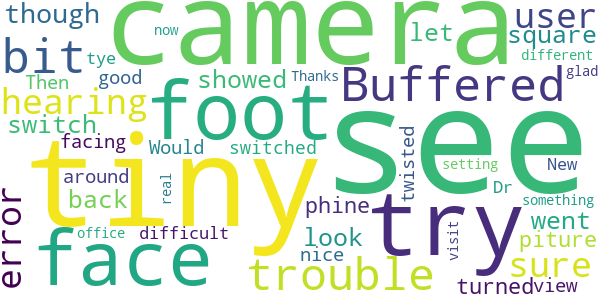 though
camera
now
let
user
square
different
bit
tye
Then
good
showed
Thanks
Buffered
glad
hearing
foot
see
switch
facing
Would
switched
tiny
try
twisted
setting
New
Dr
around
real
back
phine
something
error
face
office
difficult
look
nice
visit
went
piture
trouble
sure
turned
view